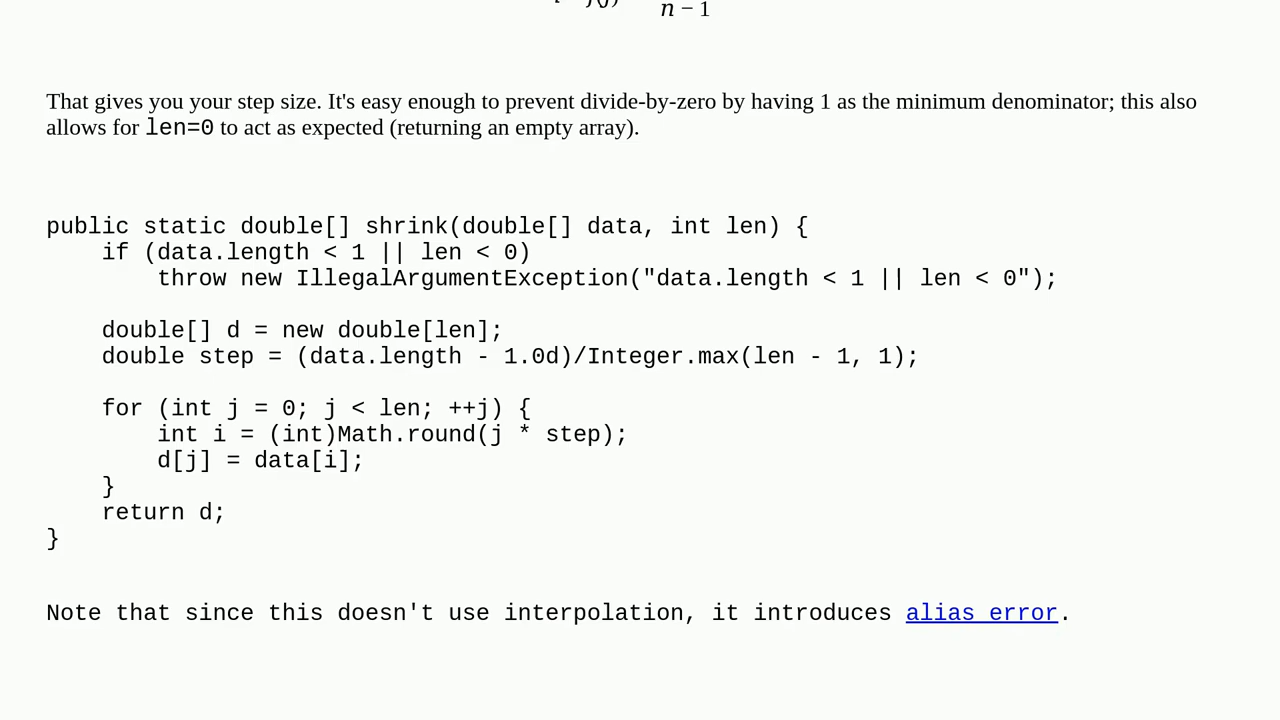 n − 1
That gives you your step size. It's easy enough to prevent divide-by-zero by having 1 as the minimum denominator; this also
allows for len=0 to act as expected (returning an empty array).
public static double[] shrink(double[] data, int len) {
    if (data.length < 1 || len < 0)
        throw new IllegalArgumentException("data.length < 1 || len < 0");
    double[] d = new double[len];
    double step = (data.length - 1.0d)/Integer.max(len - 1, 1);
    for (int j = 0; j < len; ++j) {
        int i = (int)Math.round(j * step);
        d[j] = data[i];
    }
    return d;
}
Note that since this doesn't use interpolation, it introduces alias error.